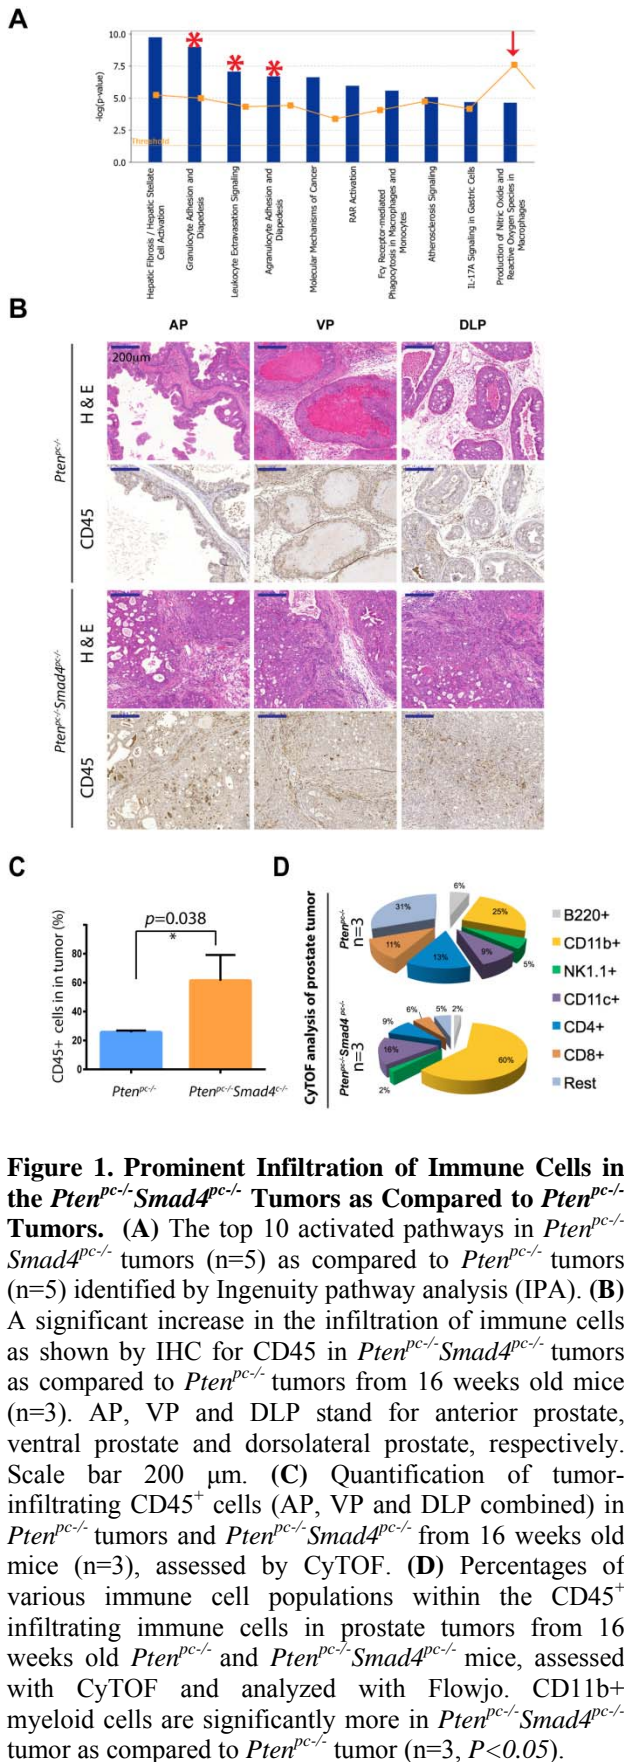 A
10.0
7.5
5.0
2.5
0.0
-log(p-value)
Threshold
Hepatic Fibrosis / Hepatic Stellate
Cell Activation
Granulocyte Adhesion and
Diapedesis
Leukocyte Extravasation Signaling
Agranulocyte Adhesion and
Diapedesis
Molecular Mechanisms of Cancer
RAR Activation
Fcγ Receptor-mediated
Phagocytosis in Macrophages and
Monocytes
Atherosclerosis Signaling
IL-17A Signaling in Gastric Cells
Production of Nitric Oxide and
Reactive Oxygen Species in
Macrophages
B
AP VP DLP
200µm
Pten^pc-/-
H & E
CD45
Pten^pc-/-Smad4^pc-/-
H & E
CD45
C
p=0.038
*
CD45+ cells in in tumor (%)
80
60
40
20
0
Pten^pc-/- Pten^pc-/-Smad4^c-/-
D
CyTOF analysis of prostate tumor
Pten^pc-/-
n=3
6%
25%
5%
9%
13%
11%
31%
Pten^pc-/-Smad4^pc-/-
n=3
2%
60%
2%
16%
9%
6%
5%
B220+
CD11b+
NK1.1+
CD11c+
CD4+
CD8+
Rest
Figure 1. Prominent Infiltration of Immune Cells in
the Pten^pc-/-Smad4^pc-/- Tumors as Compared to Pten^pc-/-
Tumors. (A) The top 10 activated pathways in Pten^pc-/-
Smad4^pc-/- tumors (n=5) as compared to Pten^pc-/- tumors
(n=5) identified by Ingenuity pathway analysis (IPA). (B)
A significant increase in the infiltration of immune cells
as shown by IHC for CD45 in Pten^pc-/-Smad4^pc-/- tumors
as compared to Pten^pc-/- tumors from 16 weeks old mice
(n=3). AP, VP and DLP stand for anterior prostate,
ventral prostate and dorsolateral prostate, respectively.
Scale bar 200 µm. (C) Quantification of tumor-
infiltrating CD45^+ cells (AP, VP and DLP combined) in
Pten^pc-/- tumors and Pten^pc-/-Smad4^pc-/- from 16 weeks old
mice (n=3), assessed by CyTOF. (D) Percentages of
various immune cell populations within the CD45^+
infiltrating immune cells in prostate tumors from 16
weeks old Pten^pc-/- and Pten^pc-/-Smad4^pc-/- mice, assessed
with CyTOF and analyzed with Flowjo. CD11b+
myeloid cells are significantly more in Pten^pc-/-Smad4^pc-/-
tumor as compared to Pten^pc-/- tumor (n=3, P<0.05).